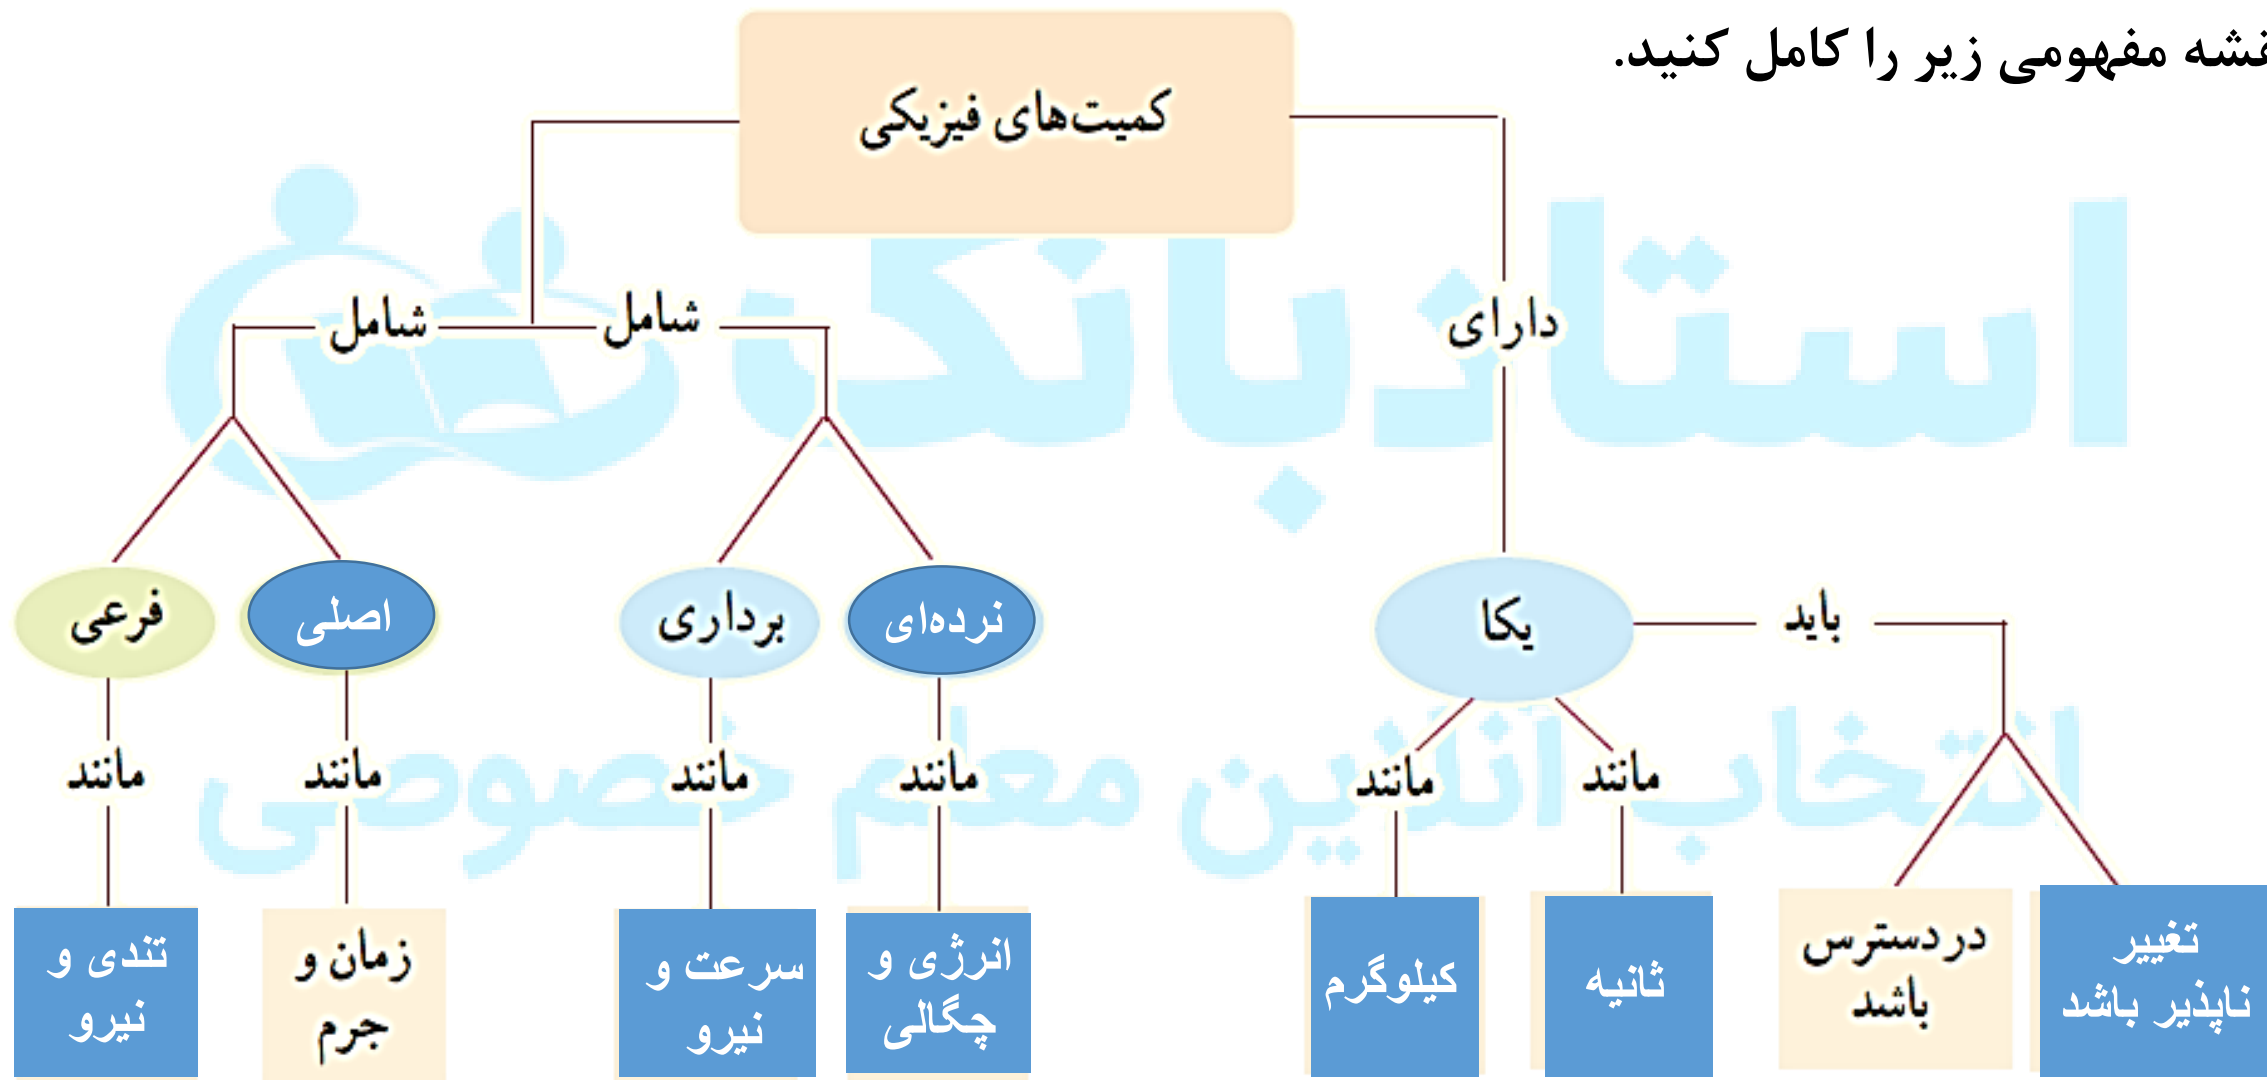 نقشه مفهومی زیر را کامل کنید.
کمیت‌های فیزیکی
دارای
شامل
شامل
استادبانک
یکا
باید
نرده‌ای
برداری
اصلی
فرعی
مانند
مانند
مانند
مانند
مانند
مانند
انتخاب آنلاین معلم خصوصی
تغییر
ناپذیر باشد
در دسترس
باشد
ثانیه
کیلوگرم
انرژی و
چگالی
سرعت و
نیرو
زمان و
جرم
تندی و
نیرو